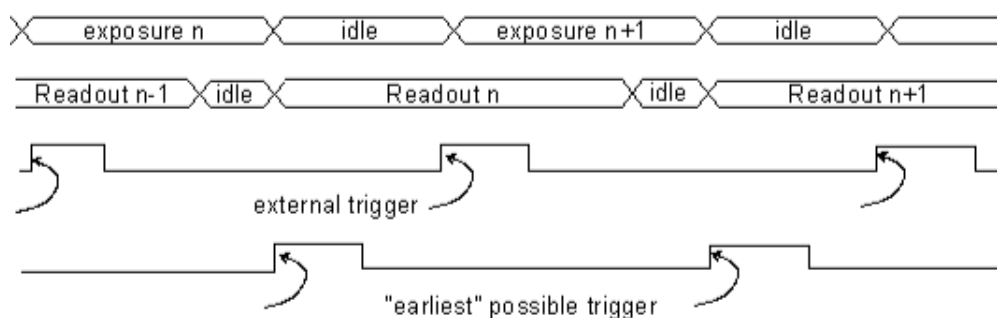 exposure n idle exposure n+1 idle
Readout n-1 idle Readout n idle Readout n+1
external trigger
"earliest" possible trigger